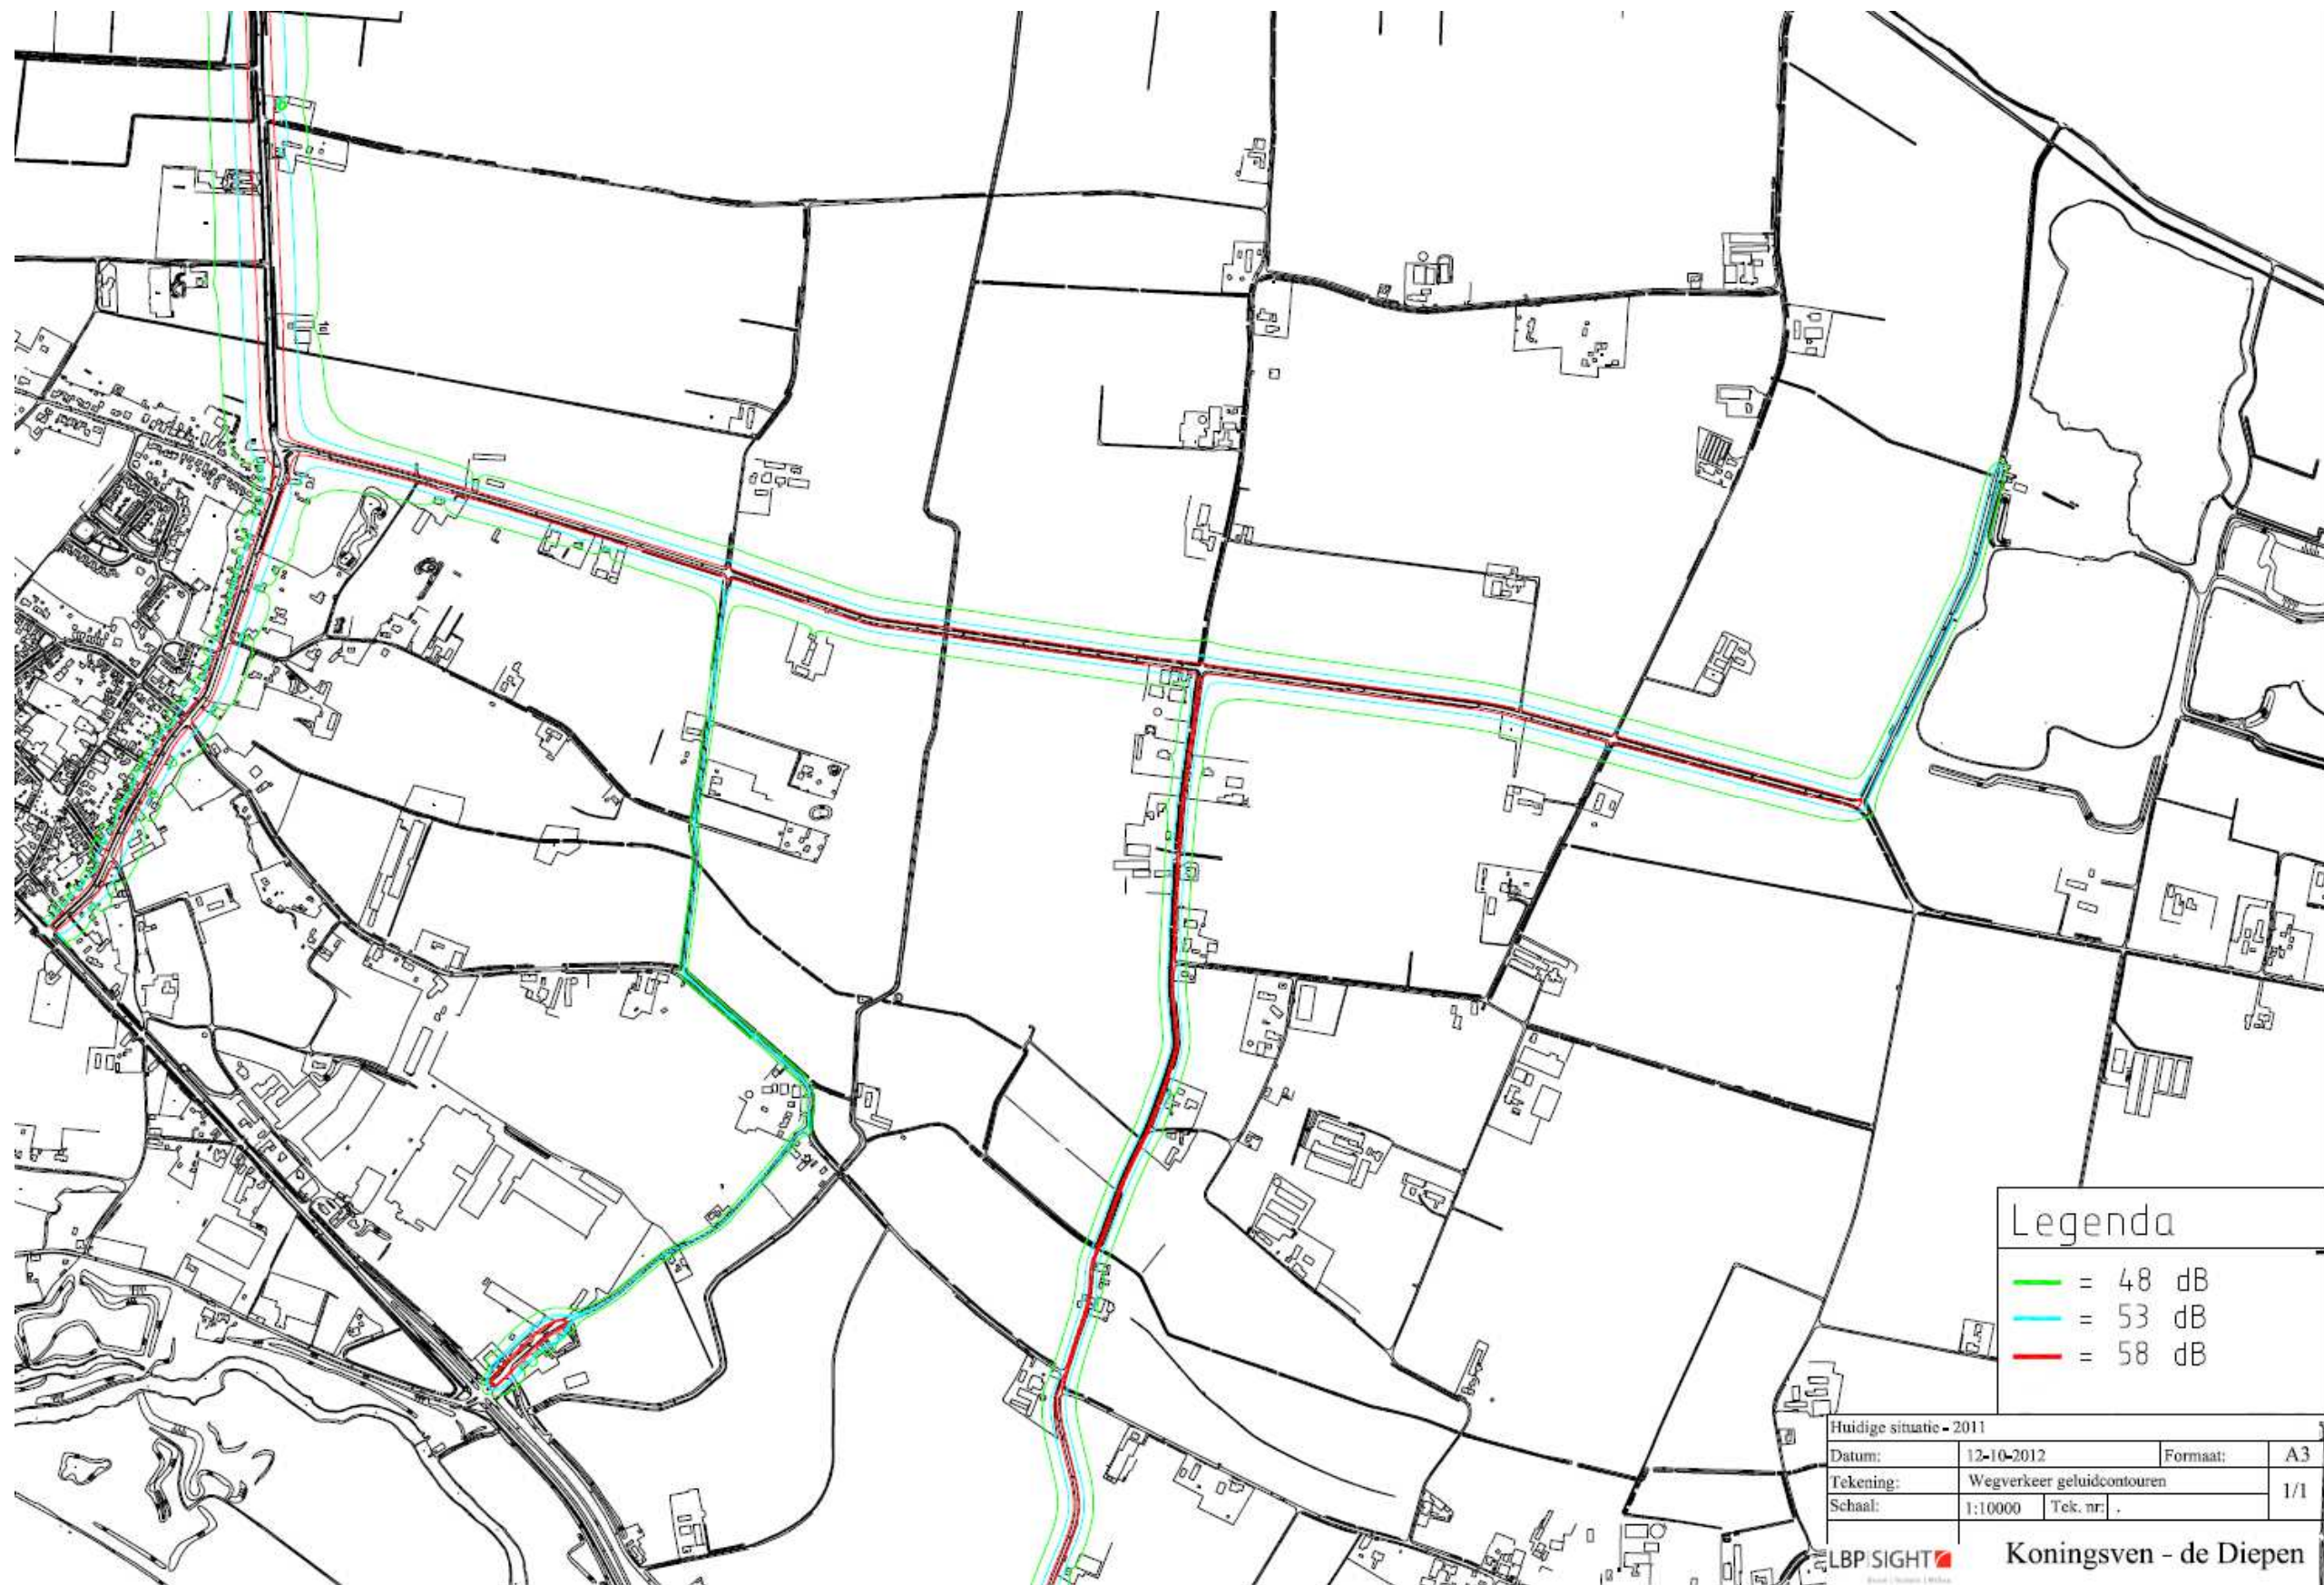 Legenda
= 48 dB
= 53 dB
= 58 dB
Huidige situatie - 2011
Datum: 12-10-2012 Formaat: A3
Tekening: Wegverkeer geluidcontouren 1/1
Schaal: 1:10000 Tek. nr: .
LBP SIGHT Koningsven - de Diepen